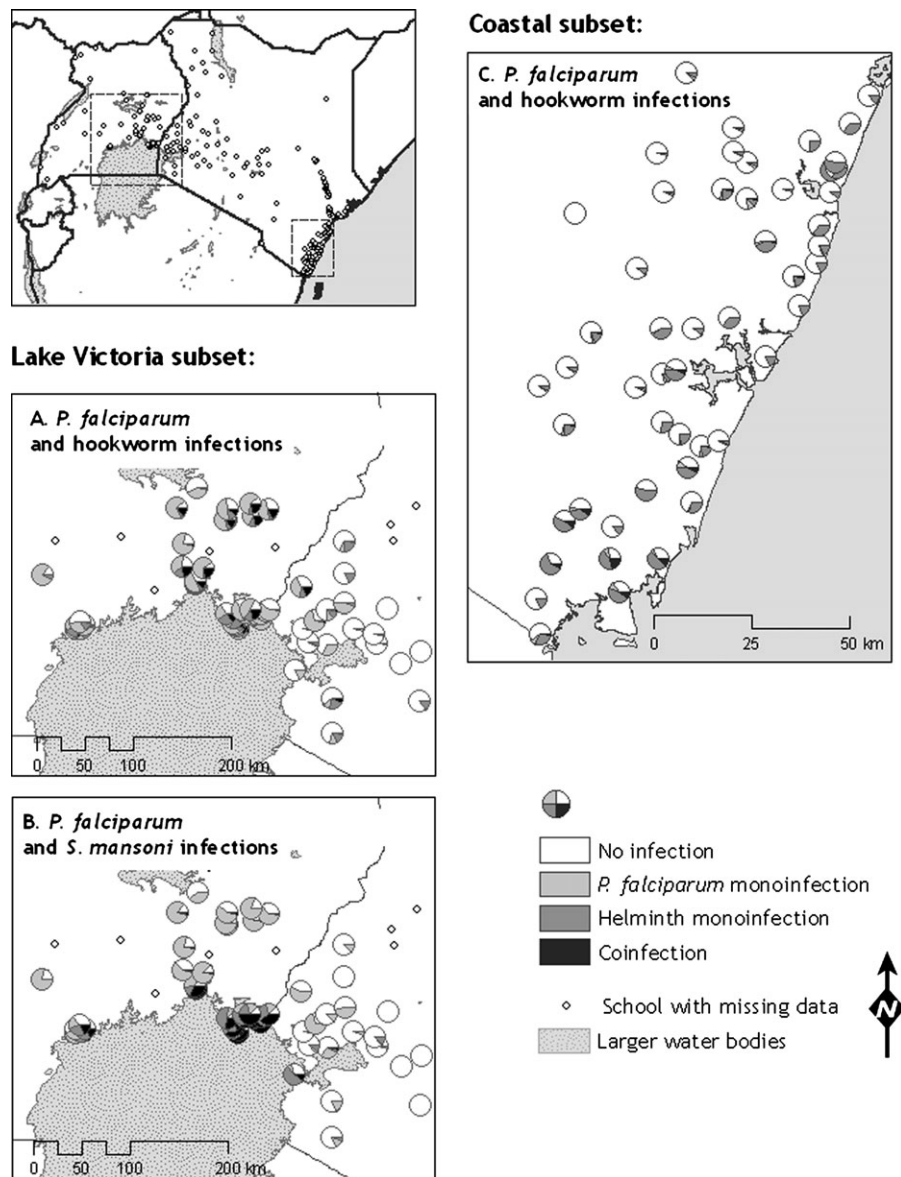 Coastal subset:
C. P. falciparum
and hookworm infections
0 25 50 km
Lake Victoria subset:
A. P. falciparum
and hookworm infections
0 50 100 200 km
B. P. falciparum
and S. mansoni infections
0 50 100 200 km
No infection
P. falciparum monoinfection
Helminth monoinfection
Coinfection
School with missing data
Larger water bodies
N